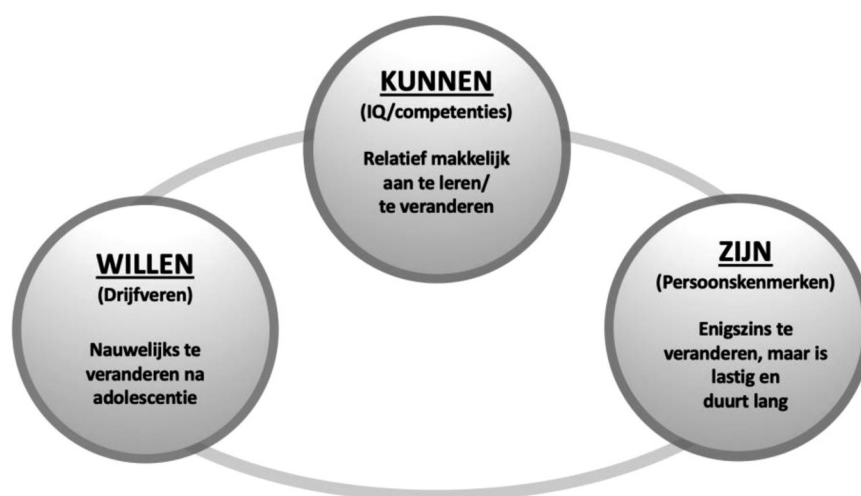 KUNNEN
(IQ/competenties)
Relatief makkelijk
aan te leren/
te veranderen
WILLEN
(Drijfveren)
Nauwelijks te
veranderen na
adolescentie
ZIJN
(Persoonskenmerken)
Enigszins te
veranderen, maar is
lastig en
duurt lang